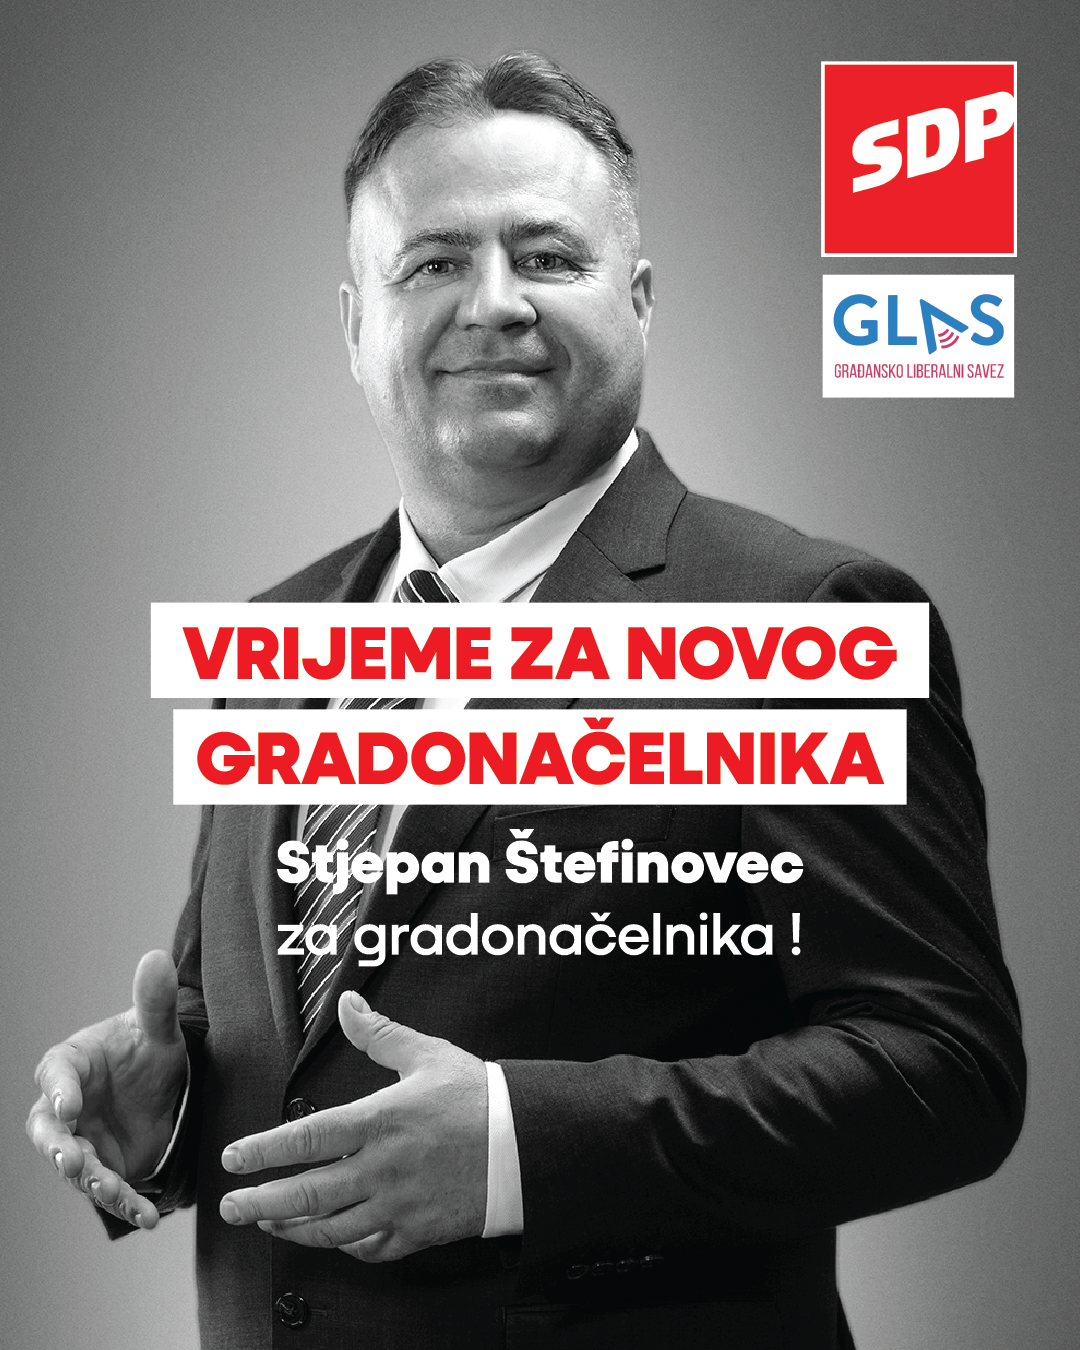 SDP
GLAS
GRAĐANSKO LIBERALNI SAVEZ
VRIJEME ZA NOVOG
GRADONAČELNIKA
Stjepan Štefinovec
za gradonačelnika !